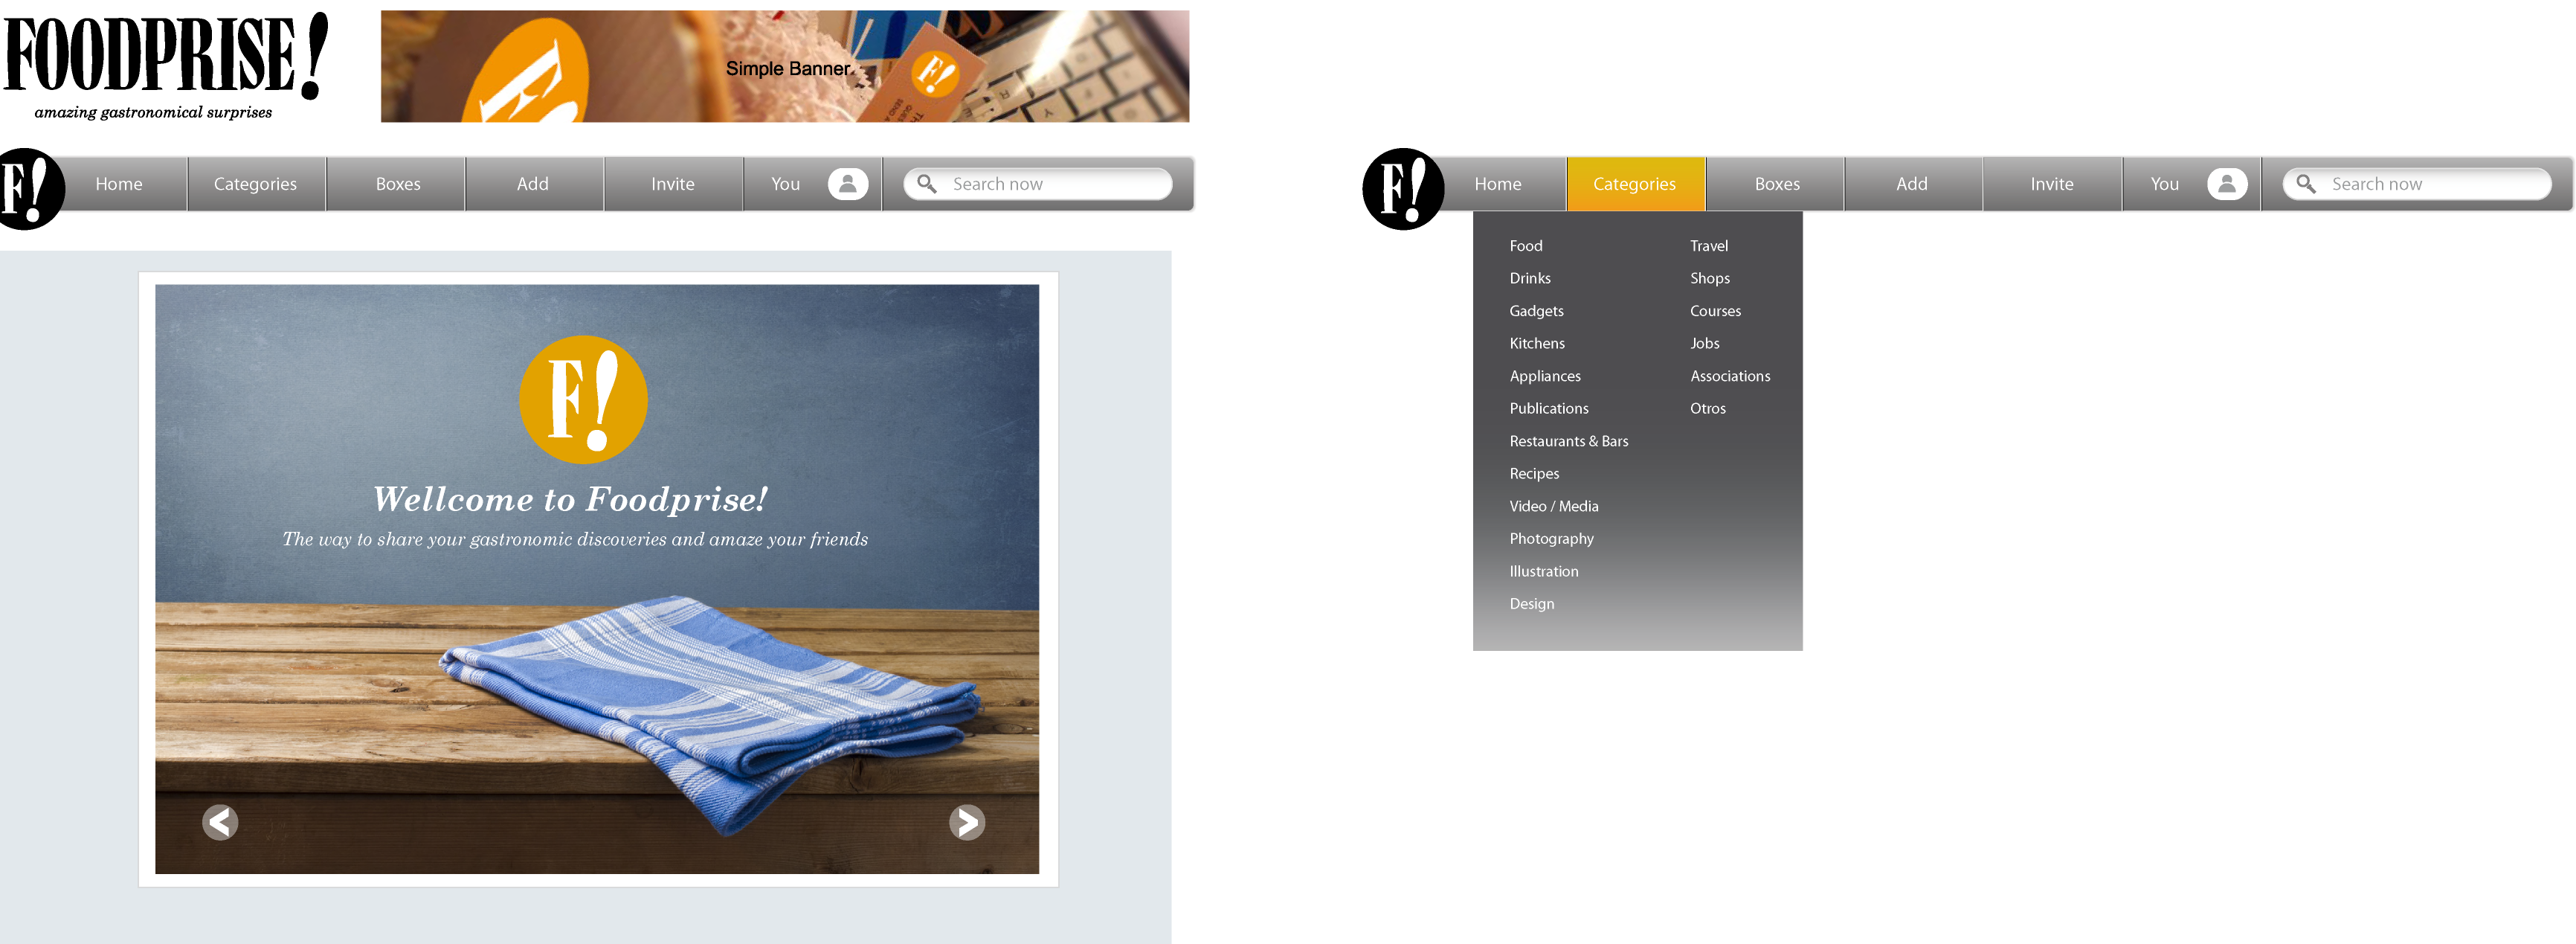 FOODPRISE!
amazing gastronomical surprises
Simple Banner
F!
F! Home Categories Boxes Add Invite You Search now
F!
Wellcome to Foodprise!
The way to share your gastronomic discoveries and amaze your friends
F! Home Categories Boxes Add Invite You Search now
Food
Drinks
Gadgets
Kitchens
Appliances
Publications
Restaurants & Bars
Recipes
Video / Media
Photography
Illustration
Design
Travel
Shops
Courses
Jobs
Associations
Otros